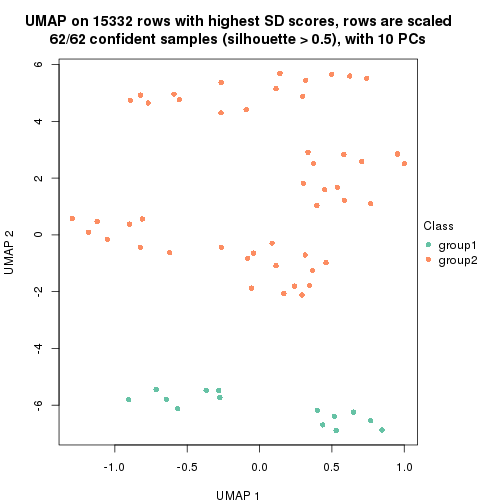 UMAP on 15332 rows with highest SD scores, rows are scaled
62/62 confident samples (silhouette > 0.5), with 10 PCs
6
4
2
0
-2
-4
-6
UMAP 2
-1.0
-0.5
0.0
0.5
1.0
UMAP 1
Class
group1
group2